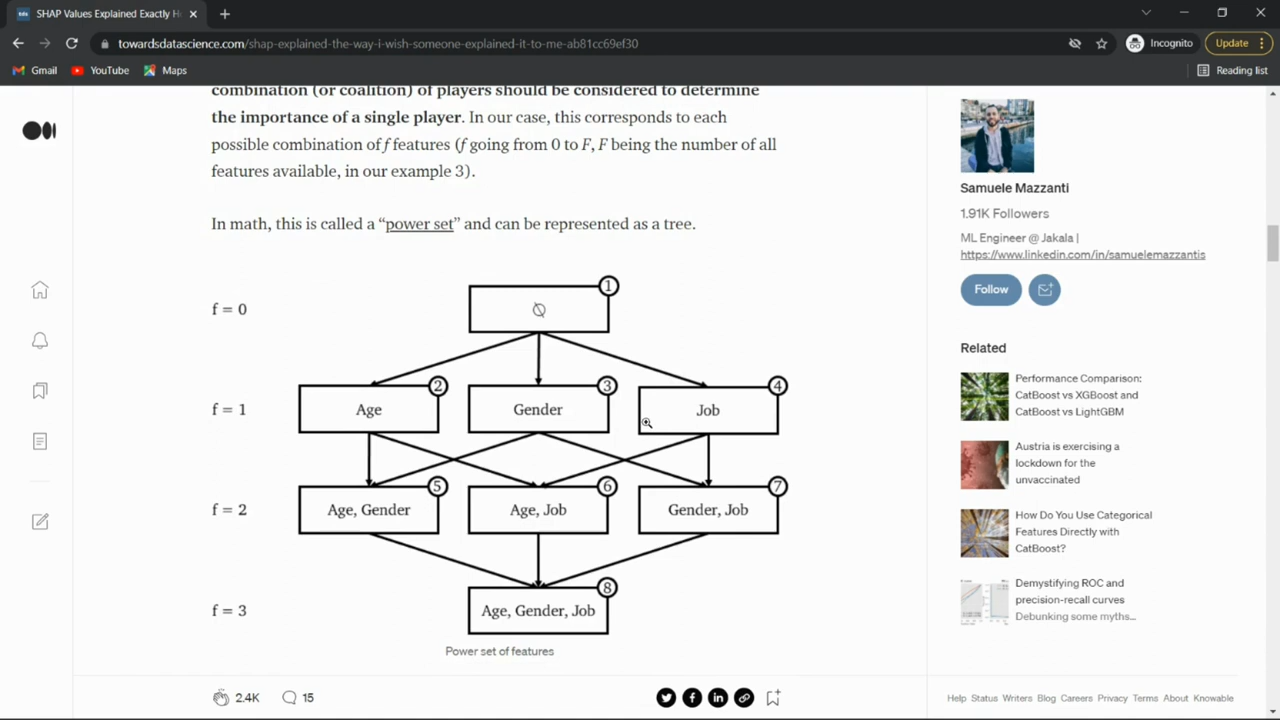 SHAP Values Explained Exactly H
towardsdatascience.com/shap-explained-the-way-i-wish-someone-explained-it-to-me-ab81cc69ef30
Incognito
Update
Gmail
YouTube
Maps
Reading list
combination (or coalition) of players should be considered to determine
the importance of a single player. In our case, this corresponds to each
possible combination of f features (f going from 0 to F, F being the number of all
features available, in our example 3).
In math, this is called a “power set” and can be represented as a tree.
f = 0
1
∅
f = 1
2
Age
3
Gender
4
Job
f = 2
5
Age, Gender
6
Age, Job
7
Gender, Job
f = 3
8
Age, Gender, Job
Power set of features
2.4K
15
Samuele Mazzanti
1.91K Followers
ML Engineer @ Jakala |
https://www.linkedin.com/in/samuelemazzantis
Follow
Related
Performance Comparison:
CatBoost vs XGBoost and
CatBoost vs LightGBM
Austria is exercising a
lockdown for the
unvaccinated
How Do You Use Categorical
Features Directly with
CatBoost?
Demystifying ROC and
precision-recall curves
Debunking some myths...
Help Status Writers Blog Careers Privacy Terms About Knowable